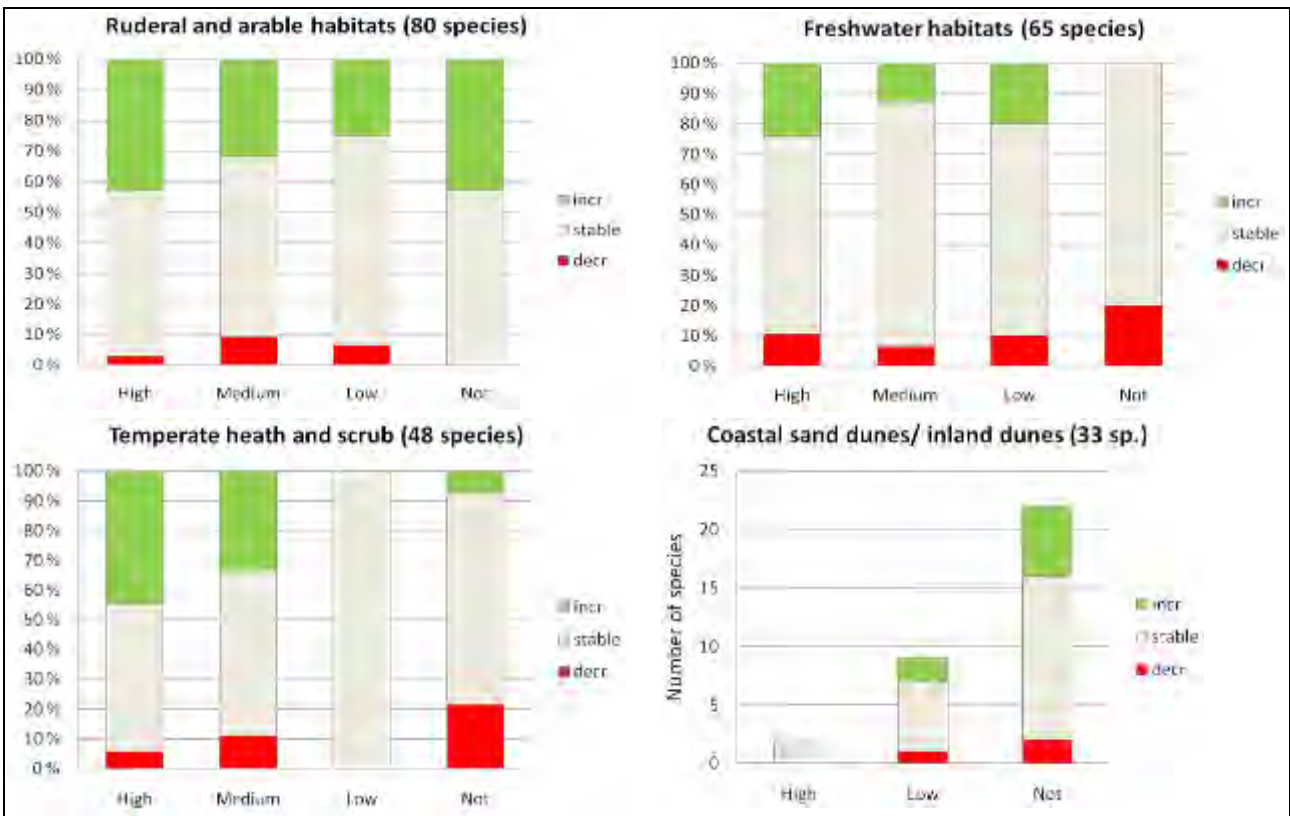 Ruderal and arable habitats (80 species)
100%
90%
80%
70%
60%
50%
40%
30%
20%
10%
0%
High Medium Low Not
incr
stable
decr
Freshwater habitats (65 species)
100%
90%
80%
70%
60%
50%
40%
30%
20%
10%
0%
High Medium Low Not
incr
stable
decr
Temperate heath and scrub (48 species)
100%
90%
80%
70%
60%
50%
40%
30%
20%
10%
0%
High Medium Low Not
incr
stable
decr
Coastal sand dunes/ inland dunes (33 sp.)
Number of species
25
20
15
10
5
0
High Low Not
incr
stable
decr